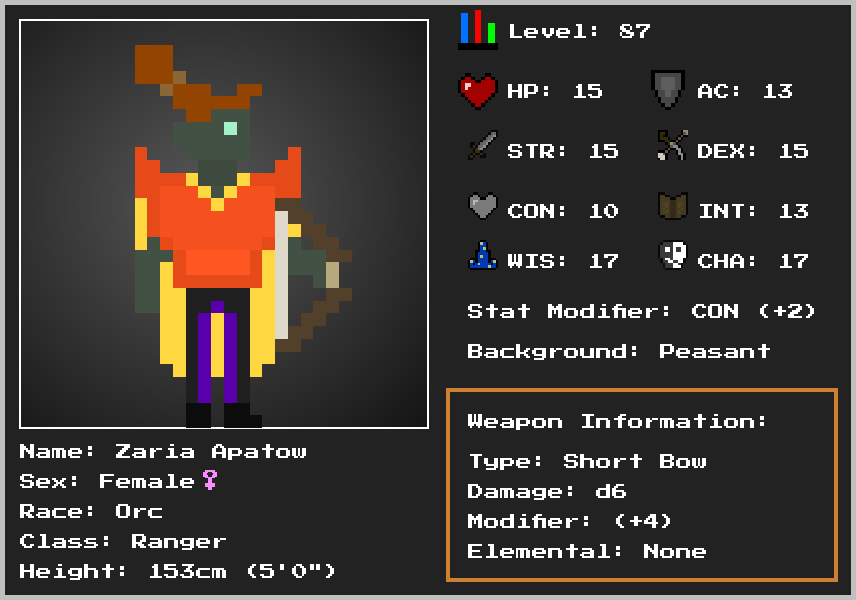 Level: 87
HP: 15 AC: 13
STR: 15 DEX: 15
CON: 10 INT: 13
WIS: 17 CHA: 17
Stat Modifier: CON (+2)
Background: Peasant
Weapon Information:
Type: Short Bow
Damage: d6
Modifier: (+4)
Elemental: None
Name: Zaria Apatow
Sex: Female♀
Race: Orc
Class: Ranger
Height: 153cm (5'0")